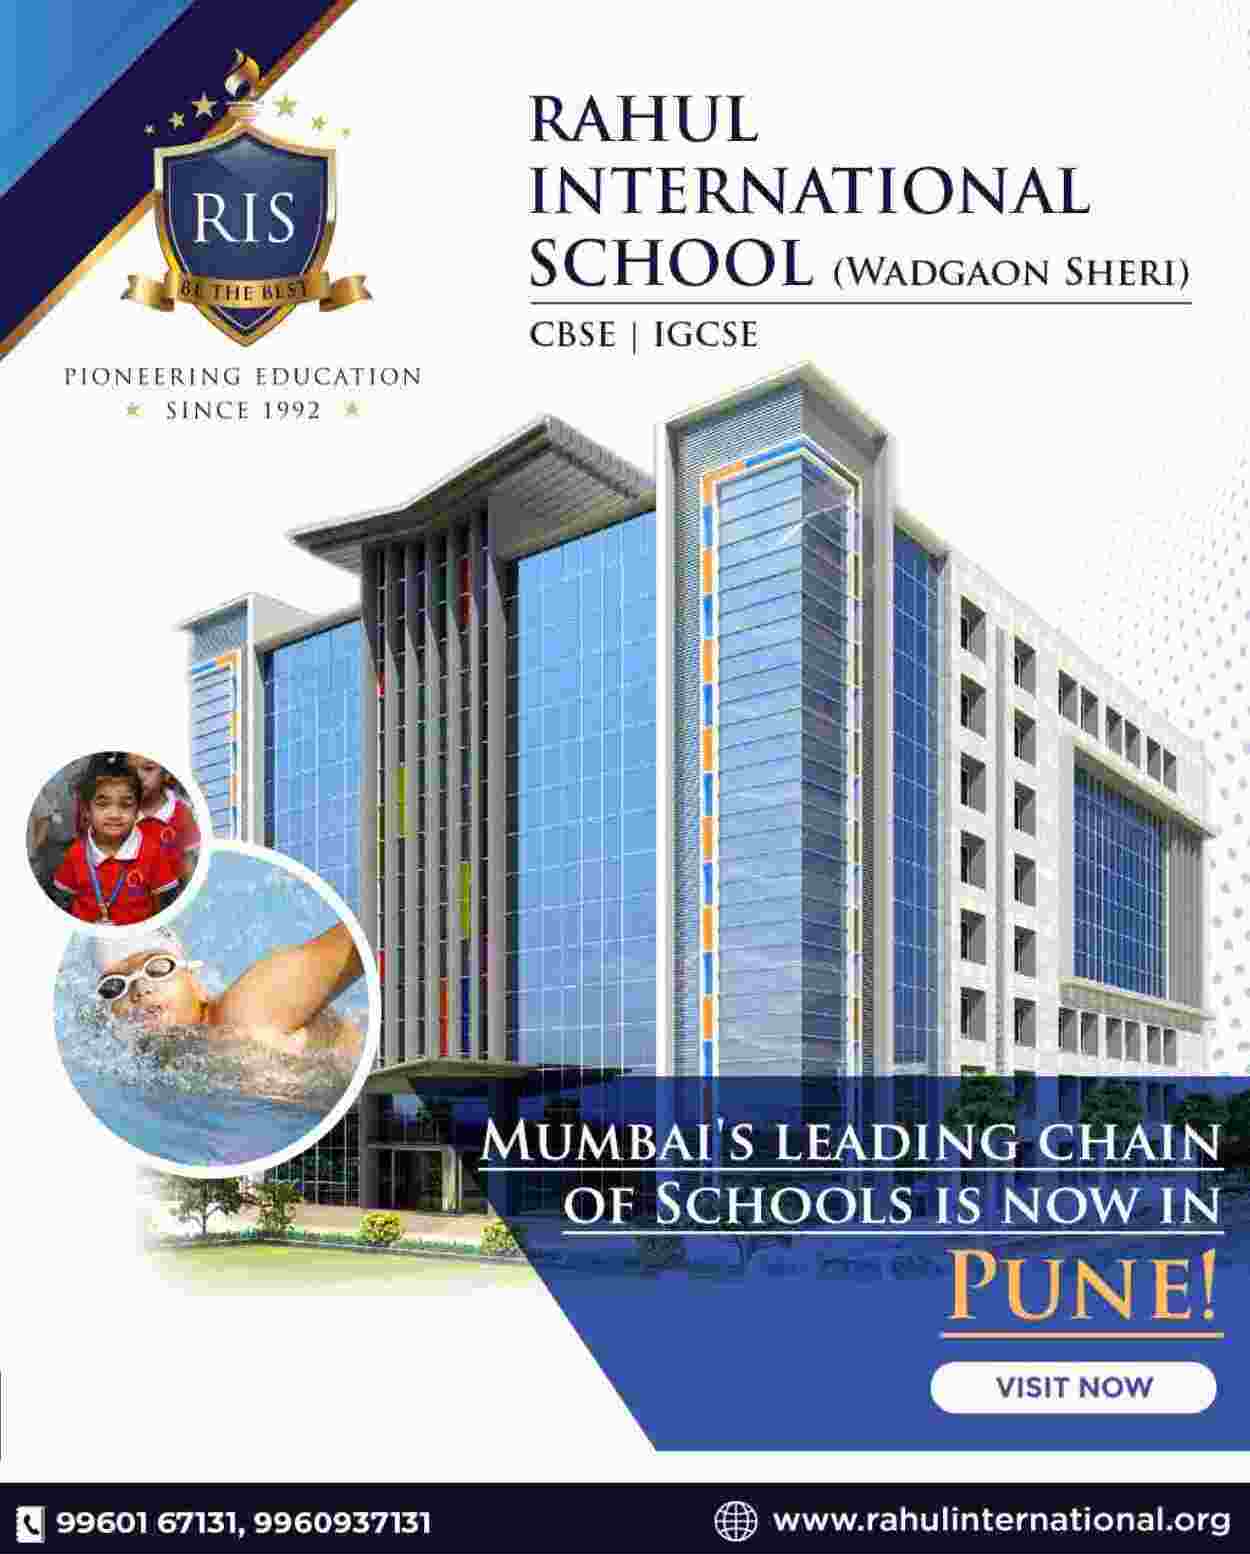 RIS
BE THE BEST
PIONEERING EDUCATION
SINCE 1992
RAHUL
INTERNATIONAL
SCHOOL (WADGAON SHERI)
CBSE | IGCSE
MUMBAI'S LEADING CHAIN
OF SCHOOLS IS NOW IN
PUNE!
VISIT NOW
99601 67131, 9960937131
www.rahulinternational.org